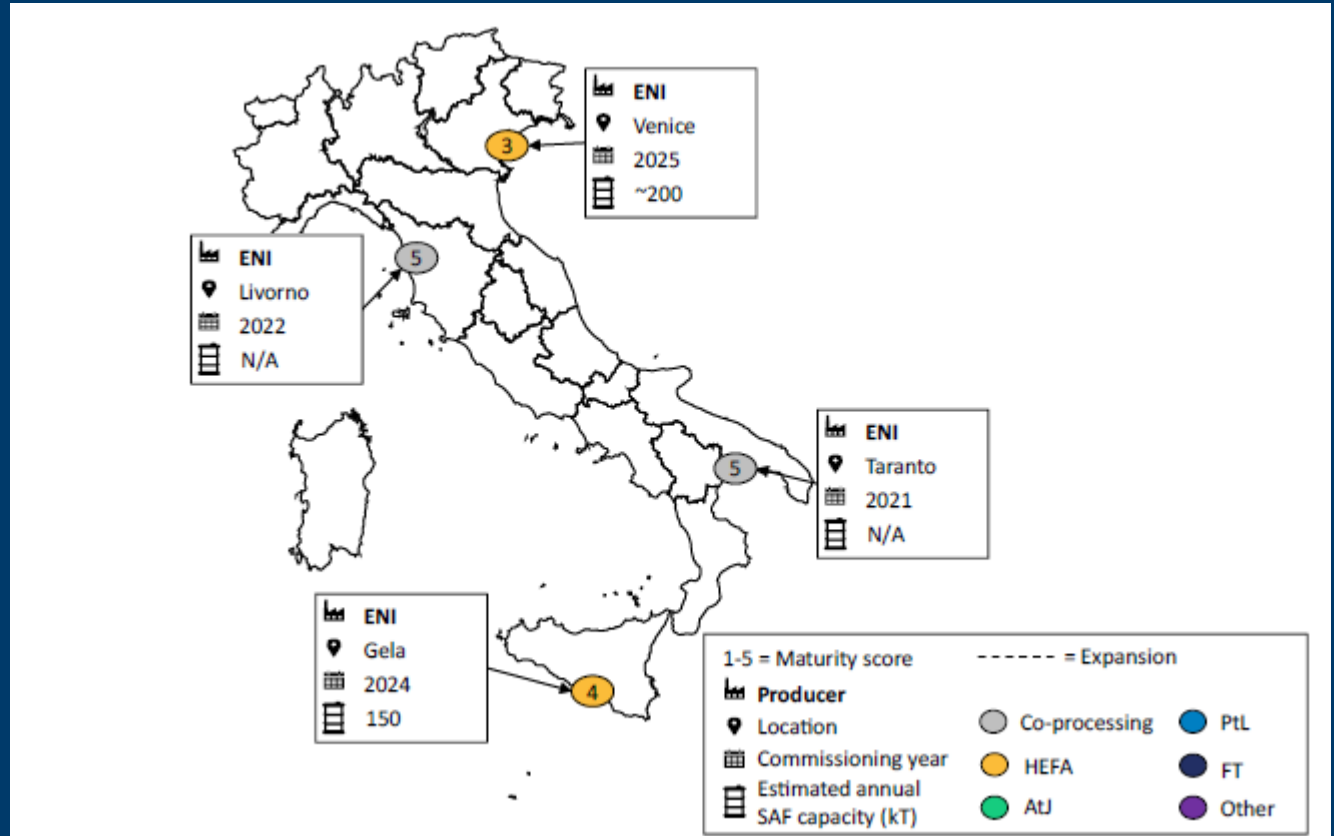 ENI
Venice
2025
~200
3
ENI
Livorno
2022
N/A
5
ENI
Taranto
2021
N/A
5
ENI
Gela
2024
150
4
1-5 = Maturity score
------ = Expansion
Producer
Location
Commissioning year
Estimated annual
SAF capacity (kT)
Co-processing
HEFA
AtJ
PtL
FT
Other